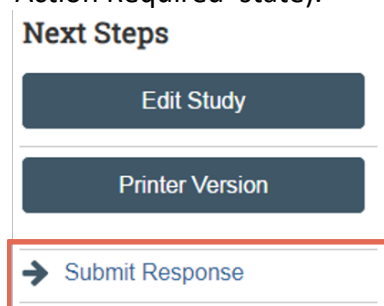 Action Required' state).
Next Steps
Edit Study
Printer Version
Submit Response